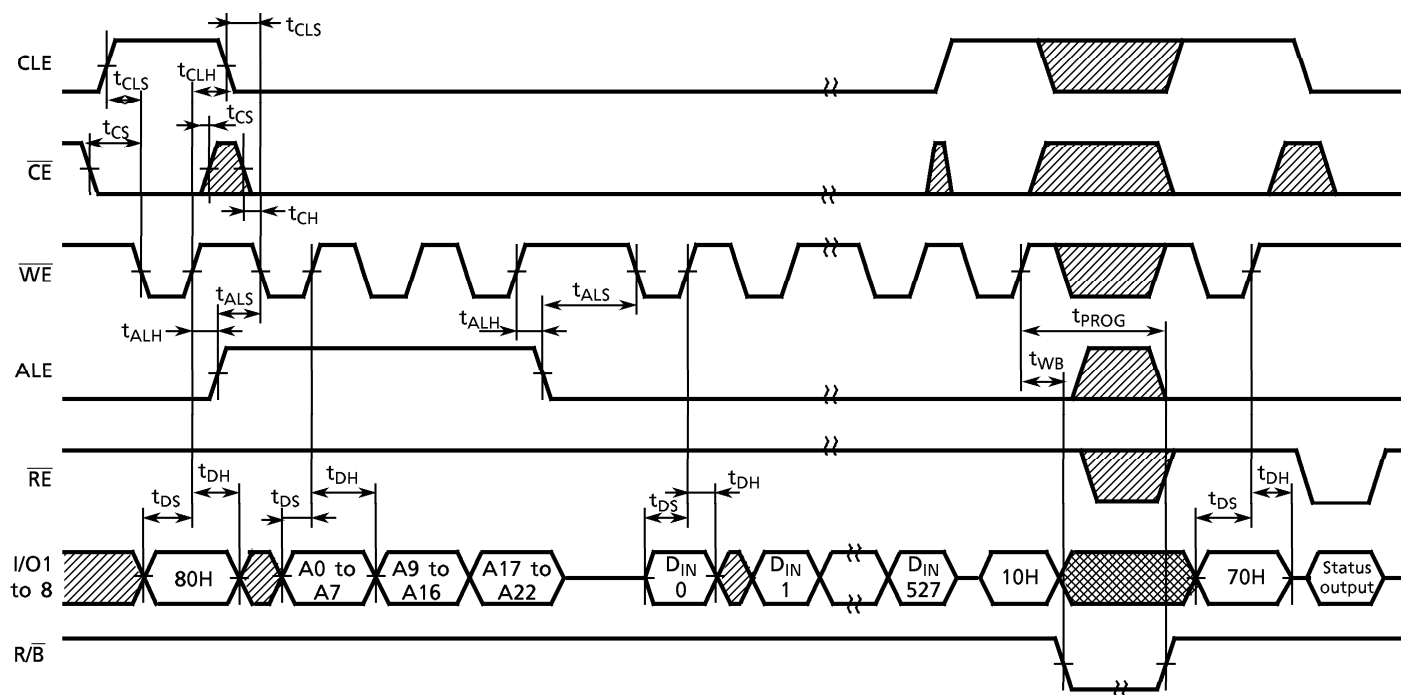 tCLS
CLE
tCLS
tCLH
tCS
tCS
CE
tCH
WE
tALS
tALS
tALH
tALH
tPROG
tWB
ALE
RE
tDH
tDH
tDH
tDH
tDS
tDS
tDS
tDS
I/O1
to 8
80H
A0 to
A7
A9 to
A16
A17 to
A22
DIN
0
DIN
1
DIN
527
10H
70H
Status
output
R/B